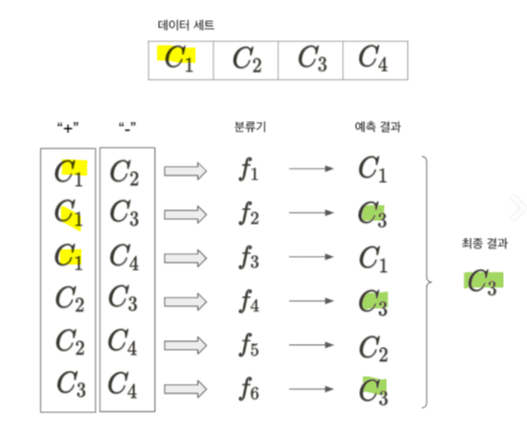 데이터 세트
C₁ C₂ C₃ C₄
“+” “-” 분류기 예측 결과
C₁ C₂ f₁ C₁
C₁ C₃ f₂ C₃
최종 결과
C₁ C₄ f₃ C₁
C₃
C₂ C₃ f₄ C₃
C₂ C₄ f₅ C₂
C₃ C₄ f₆ C₃